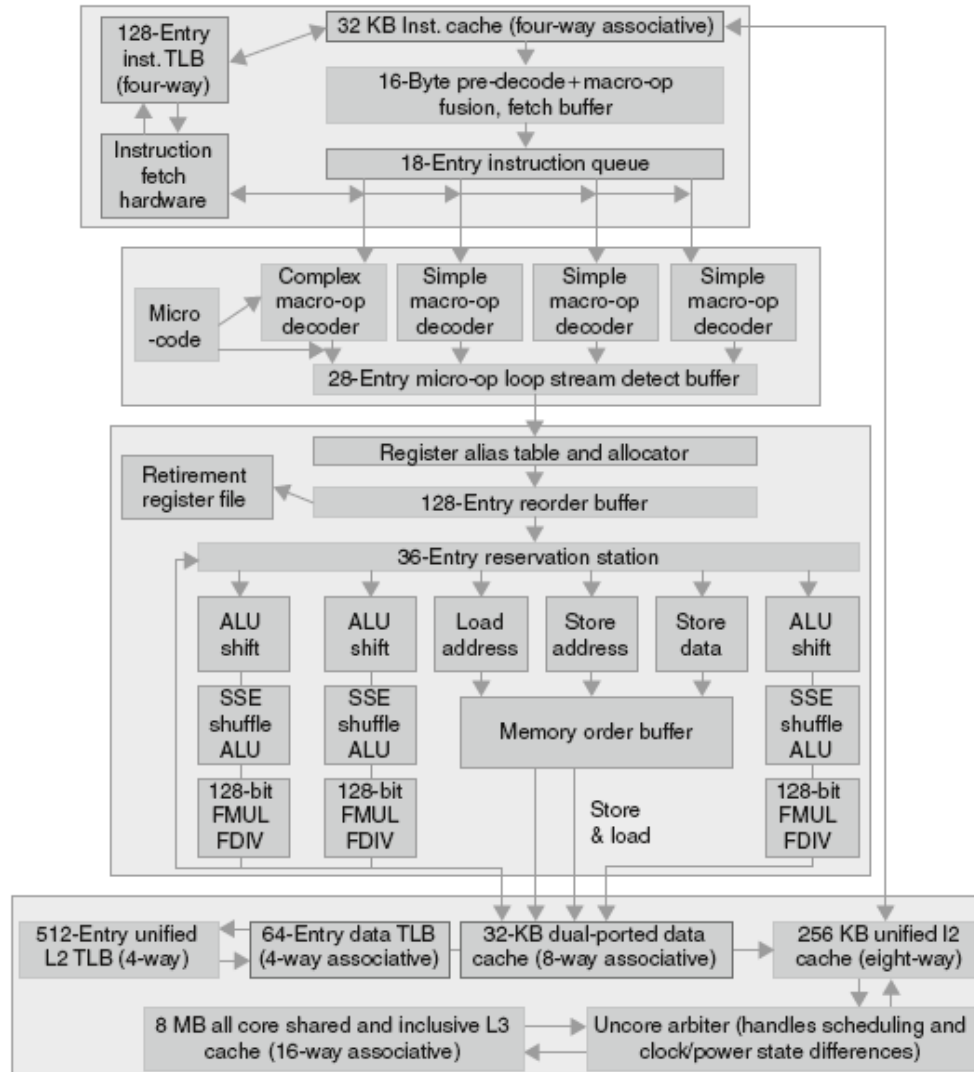 128-Entry
inst. TLB
(four-way)
32 KB Inst. cache (four-way associative)
16-Byte pre-decode+macro-op
fusion, fetch buffer
Instruction
fetch
hardware
18-Entry instruction queue
Micro
-code
Complex
macro-op
decoder
Simple
macro-op
decoder
Simple
macro-op
decoder
Simple
macro-op
decoder
28-Entry micro-op loop stream detect buffer
Register alias table and allocator
Retirement
register file
128-Entry reorder buffer
36-Entry reservation station
ALU
shift
ALU
shift
Load
address
Store
address
Store
data
ALU
shift
SSE
shuffle
ALU
SSE
shuffle
ALU
Memory order buffer
SSE
shuffle
ALU
128-bit
FMUL
FDIV
128-bit
FMUL
FDIV
Store
& load
128-bit
FMUL
FDIV
512-Entry unified
L2 TLB (4-way)
64-Entry data TLB
(4-way associative)
32-KB dual-ported data
cache (8-way associative)
256 KB unified l2
cache (eight-way)
8 MB all core shared and inclusive L3
cache (16-way associative)
Uncore arbiter (handles scheduling and
clock/power state differences)